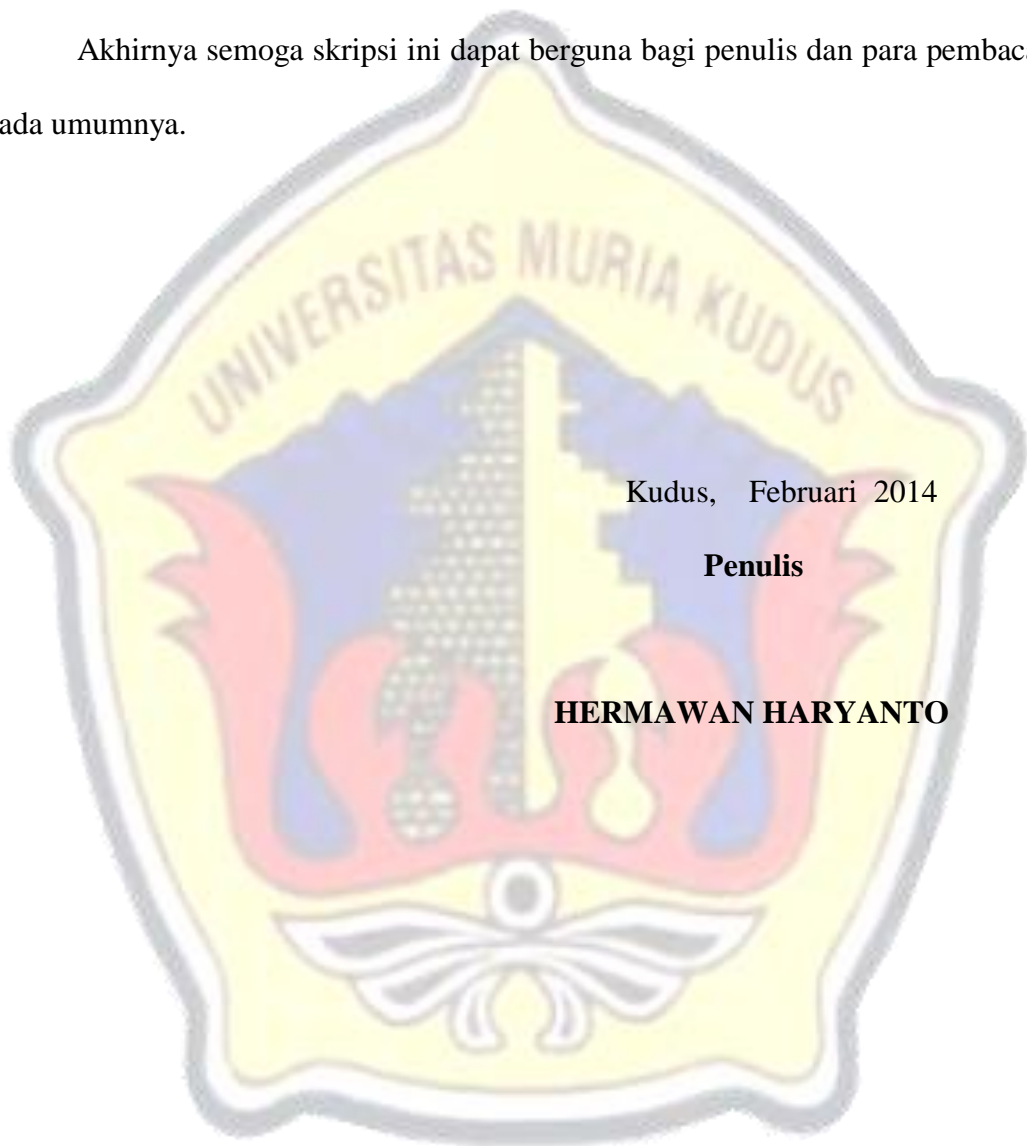 Akhirnya semoga skripsi ini dapat berguna bagi penulis dan para pembaca
ada umumnya.
UNIVERSITAS MURIA KUDUS
Kudus, Februari 2014
Penulis
HERMAWAN HARYANTO